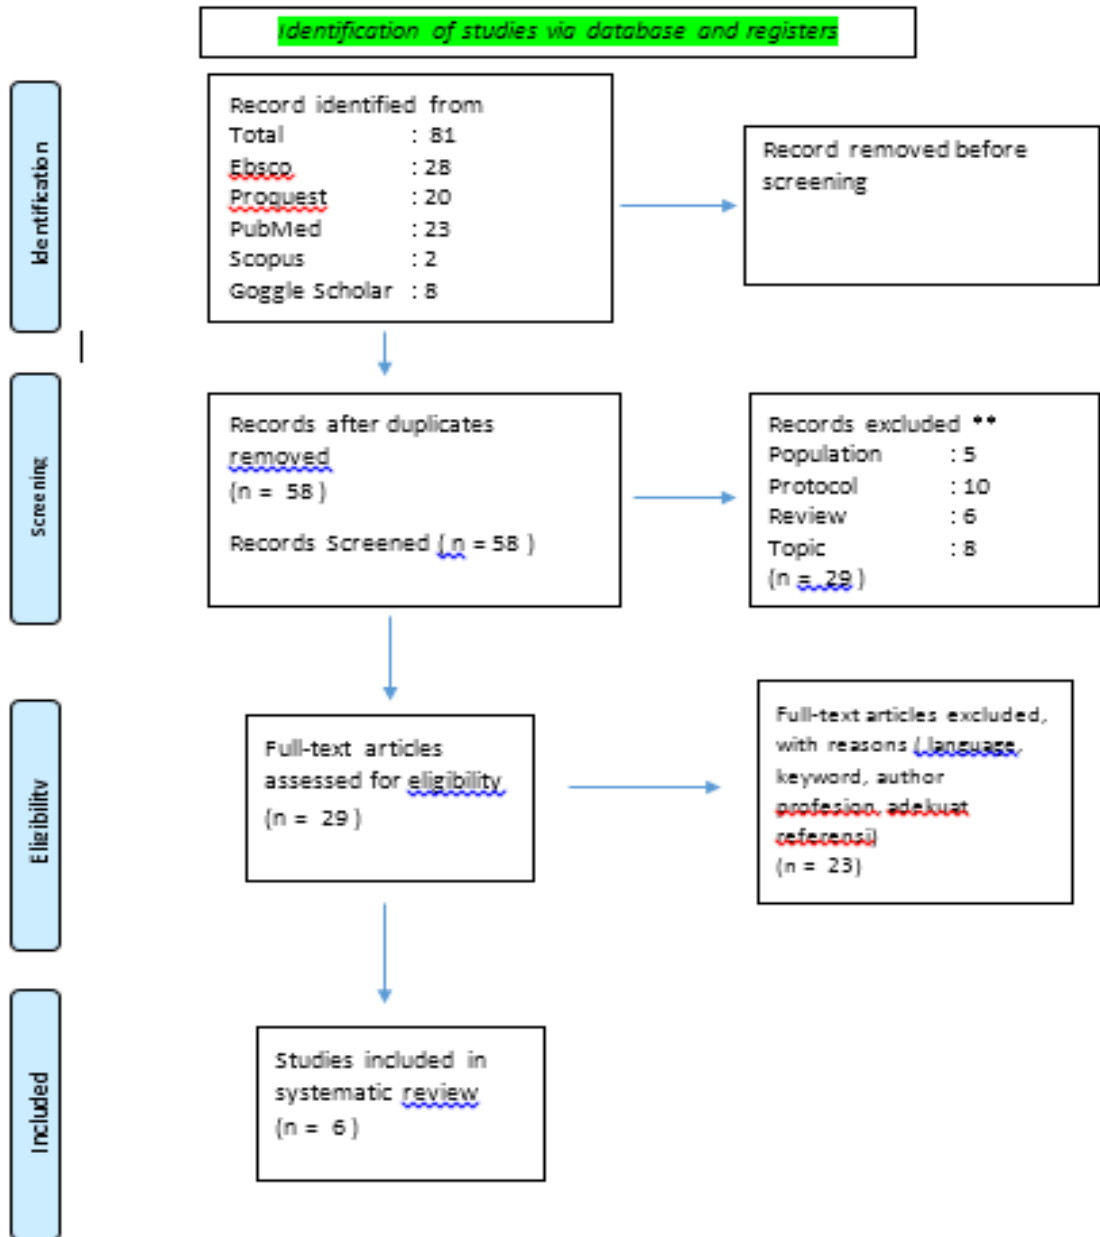 Identification of studies via database and registers
Identification
Record identified from
Total : 81
Ebsco : 28
Proquest : 20
PubMed : 23
Scopus : 2
Goggle Scholar : 8
Record removed before
screening
Screening
Records after duplicates
removed
(n = 58 )
Records Screened ( n = 58 )
Records excluded **
Population : 5
Protocol : 10
Review : 6
Topic : 8
(n = 29 )
Eligibility
Full-text articles
assessed for eligibility
(n = 29 )
Full-text articles excluded,
with reasons ( language,
keyword, author
profesion, adekuat
referensi)
(n = 23)
Included
Studies included in
systematic review
(n = 6 )